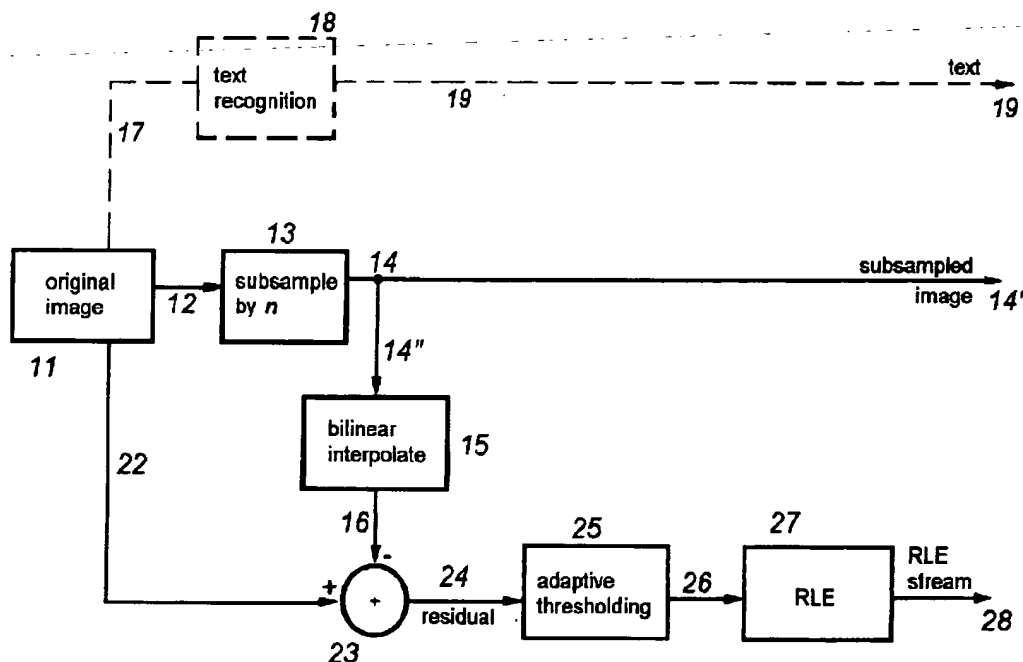 18
text
recognition
text
19
19
17
13
original
image
12
subsample
by n
14
subsampled
image
14'
11
14"
bilinear
interpolate
15
22
16
-
25
27
+
+
24
residual
adaptive
thresholding
26
RLE
RLE
stream
28
23